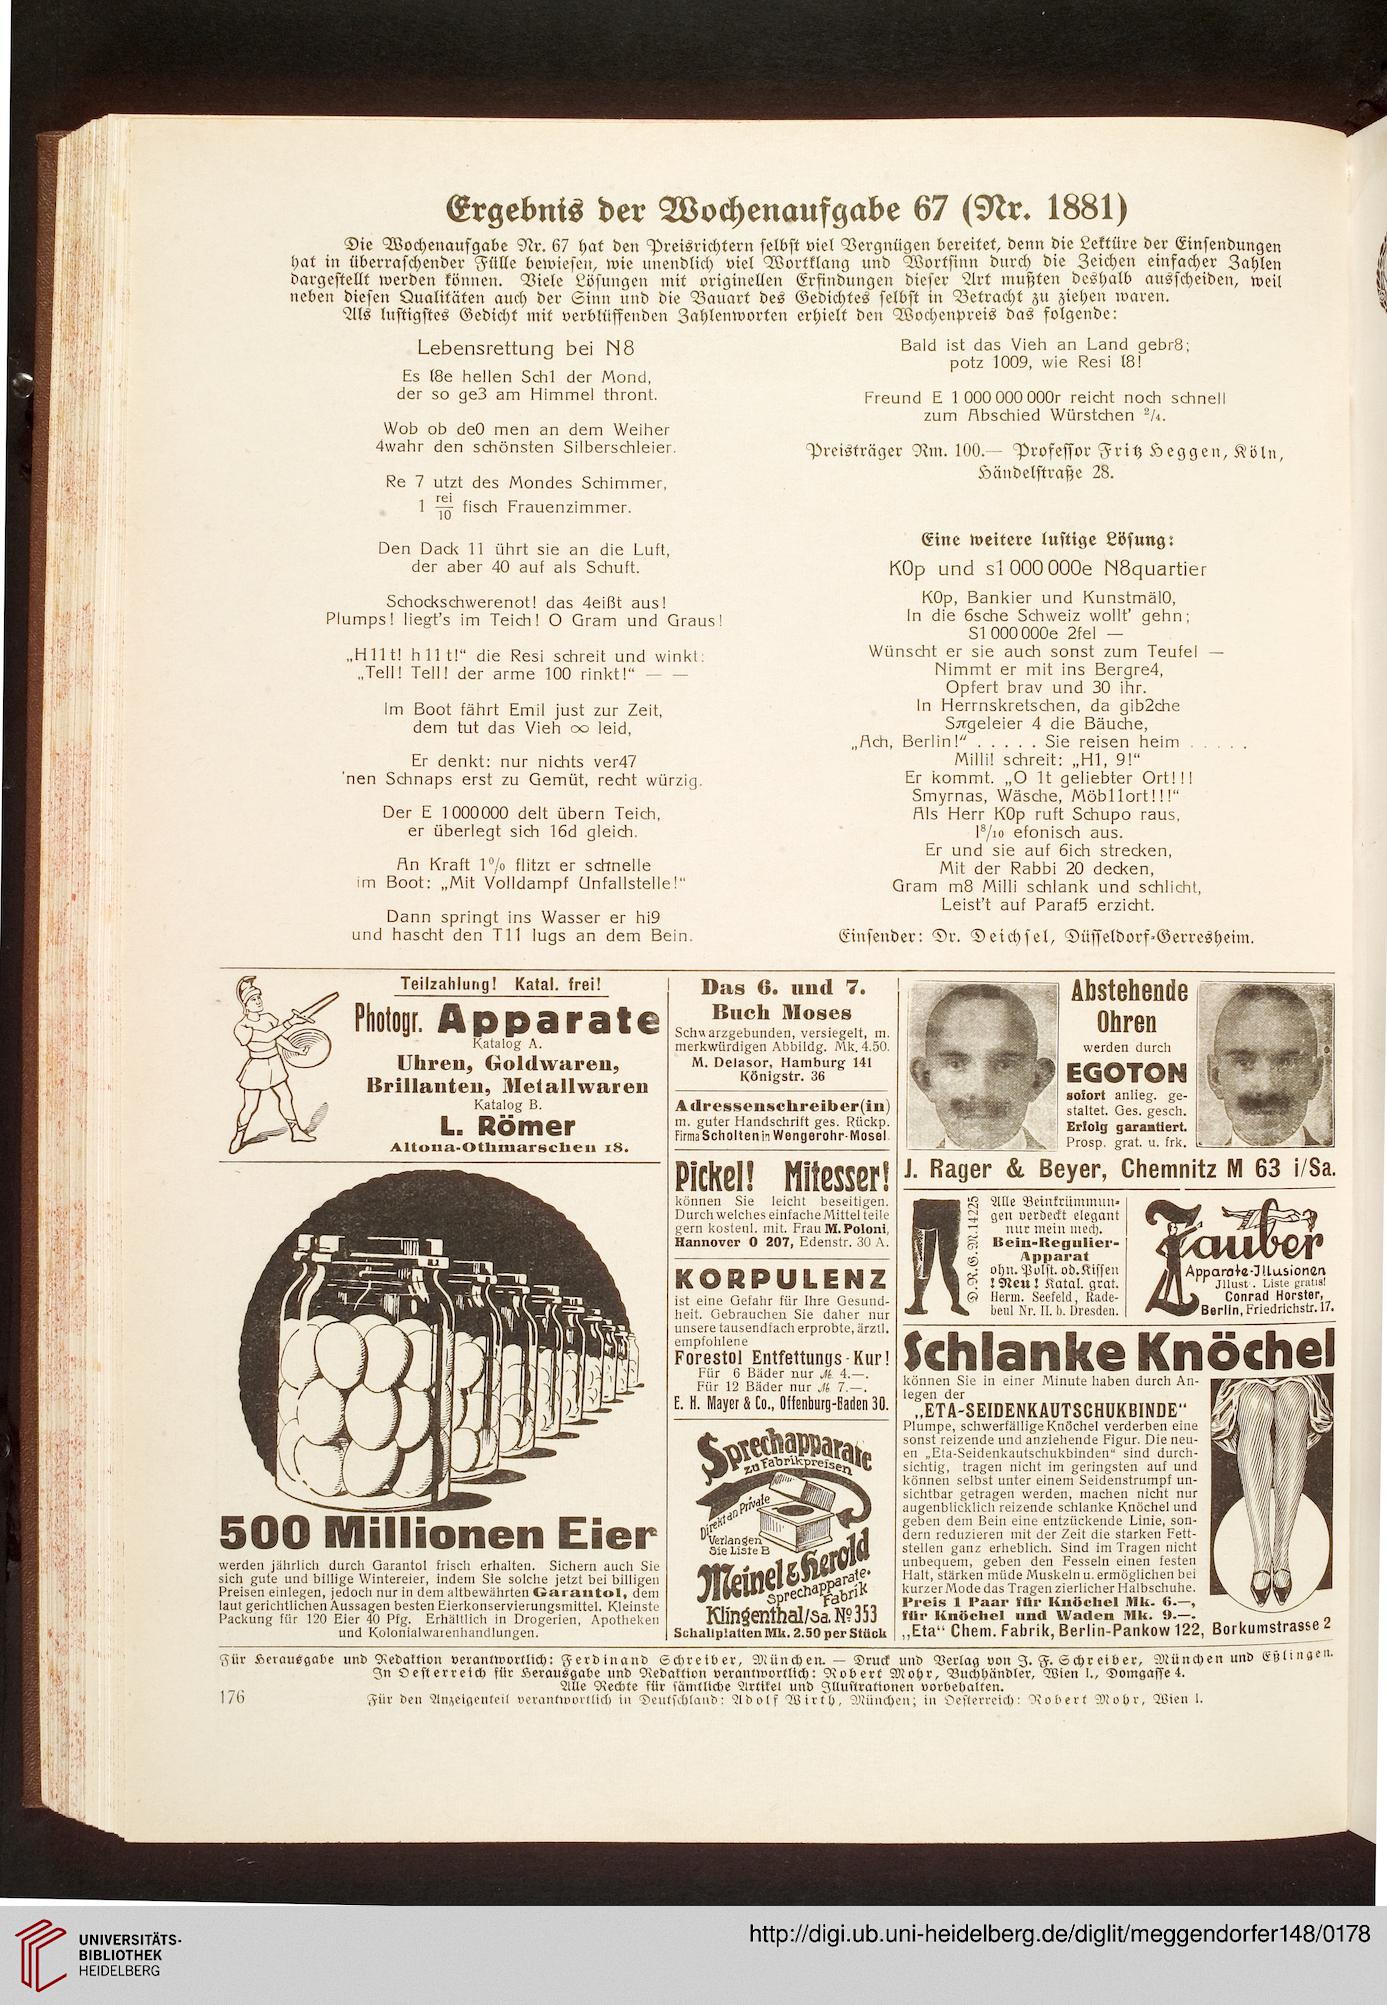 Ergebnis der Wochenaufgabe 67 (Nr. 1881)
Die Wochenaufgabe Nr. 67 hat den Preisrichtern selbst viel Vergnügen bereitet, denn die Lektüre der Einsendungen
hat in überraschender Fülle bewiesen, wie unendlich viel Wortklang und Wortsinn durch die Zeichen einfacher Zahlen
dargestellt werden können. Viele Lösungen mit originellen Erfindungen dieser Art mußten deshalb ausscheiden, weil
neben diesen Qualitäten auch der Sinn und die Bauart des Gedichtes selbst in Betracht zu ziehen waren.
Als lustigstes Gedicht mit verblüffenden Zahlenworten erhielt den Wochenpreis das folgende:
Lebensrettung bei N8
Es l8e hellen Sch1 der Mond,
der so ge3 am Himmel thront.
Wob ob de0 men an dem Weiher
4wahr den schönsten Silberschleier.
Re 7 utzt des Mondes Schimmer,
1 rei/10 fisch Frauenzimmer.
Den Dack 11 ührt sie an die Luft,
der aber 40 auf als Schuft.
Schockschwerenot! das 4eißt aus!
Plumps! liegt's im Teich! O Gram und Graus!
„H11t! h11t!“ die Resi schreit und winkt:
„Tell! Tell! der arme 100 rinkt!“ — —
Im Boot fährt Emil just zur Zeit,
dem tut das Vieh ∞ leid,
Er denkt: nur nichts ver47
'nen Schnaps erst zu Gemüt, recht würzig.
Der E 1000000 delt übern Teich,
er überlegt sich 16d gleich.
An Kraft 1% flitzt er schnelle
im Boot: „Mit Volldampf Unfallstelle!“
Dann springt ins Wasser er hi9
und hascht den T11 lugs an dem Bein.
Bald ist das Vieh an Land gebr8;
potz 1009, wie Resi l8!
Freund E 1 000 000 000r reicht noch schnell
zum Abschied Würstchen 2/4.
Preisträger Rm. 100.— Professor Fritz Heggen, Köln,
Händelstraße 28.
Eine weitere lustige Lösung:
K0p und s1 000 000e N8quartier
K0p, Bankier und Kunstmäl0,
In die 6sche Schweiz wollt' gehn;
S1 000 000e 2fel —
Wünscht er sie auch sonst zum Teufel —
Nimmt er mit ins Bergre4,
Opfert brav und 30 ihr.
In Herrnskretschen, da gib2che
Sπgeleier 4 die Bäuche,
„Ach, Berlin!“ . . . . . Sie reisen heim . . . . .
Milli! schreit: „H1, 9!“
Er kommt. „O 1t geliebter Ort!!!
Smyrnas, Wäsche, Möb11ort!!!“
Als Herr K0p ruft Schupo raus,
l8/10 efonisch aus.
Er und sie auf 6ich strecken,
Mit der Rabbi 20 decken,
Gram m8 Milli schlank und schlicht,
Leist't auf Paraf5 erzicht.
Einsender: Dr. Deichsel, Düsseldorf-Gerresheim.
Teilzahlung! Katal. frei!
Photogr. Apparate
Katalog A.
Uhren, Goldwaren,
Brillanten, Metallwaren
Katalog B.
L. Römer
Altona-Othmarschen 18.
500 Millionen Eier
werden jährlich durch Garantol frisch erhalten. Sichern auch Sie
sich gute und billige Wintereier, indem Sie solche jetzt bei billigen
Preisen einlegen, jedoch nur in dem altbewährten Garantol, dem
laut gerichtlichen Aussagen besten Eierkonservierungsmittel. Kleinste
Packung für 120 Eier 40 Pfg. Erhältlich in Drogerien, Apotheken
und Kolonialwarenhandlungen.
Das 6. und 7.
Buch Moses
Schwarzgebunden, versiegelt, m.
merkwürdigen Abbildg. Mk. 4.50.
M. Delasor, Hamburg 141
Königstr. 36
Adressenschreiber(in)
m. guter Handschrift ges. Rückp.
Firma Scholten in Wengerohr-Mosel
Pickel! Mitesser!
können Sie leicht beseitigen.
Durch welches einfache Mittel teile
gern kostenl. mit. Frau M. Poloni,
Hannover O 207, Edenstr. 30 A.
KORPULENZ
ist eine Gefahr für Ihre Gesund-
heit. Gebrauchen Sie daher nur
unsere tausendfach erprobte, ärztl.
empfohlene
Forestol Entfettungs-Kur!
Für 6 Bäder nur ℳ 4.—.
Für 12 Bäder nur ℳ 7.—.
E. H. Mayer & Co., Offenburg-Baden 30.
Sprechapparate
zu Fabrikpreisen
Direkt an Private
Verlangen
Sie Liste B
Meinel & Herold
Sprechapparate-
Fabrik
Klingenthal/Sa. No 353
Schallplatten Mk. 2.50 per Stück
Abstehende
Ohren
werden durch
EGOTON
sofort anlieg. ge-
staltet. Ges. gesch.
Erfolg garantiert.
Prosp. grat. u. frk.
J. Rager & Beyer, Chemnitz M 63 i/Sa.
D.R.G.M. 14225
Alle Beinkrümmun-
gen verdeckt elegant
nur mein mech.
Bein-Regulier-
Apparat
ohn. Polst. od. Kissen
! Neu ! Katal. grat.
Herm. Seefeld, Rade-
beul Nr. II. b. Dresden.
Zauber
Apparate-Illusionen
Illust. Liste gratis!
Conrad Horster,
Berlin, Friedrichstr. 17.
Schlanke Knöchel
können Sie in einer Minute haben durch An-
legen der
„ETA-SEIDENKAUTSCHUKBINDE“
Plumpe, schwerfällige Knöchel verderben eine
sonst reizende und anziehende Figur. Die neu-
en „Eta-Seidenkautschukbinden“ sind durch-
sichtig, tragen nicht im geringsten auf und
können selbst unter einem Seidenstrumpf un-
sichtbar getragen werden, machen nicht nur
augenblicklich reizende schlanke Knöchel und
geben dem Bein eine entzückende Linie, son-
dern reduzieren mit der Zeit die starken Fett-
stellen ganz erheblich. Sind im Tragen nicht
unbequem, geben den Fesseln einen festen
Halt, stärken müde Muskeln u. ermöglichen bei
kurzer Mode das Tragen zierlicher Halbschuhe.
Preis 1 Paar für Knöchel Mk. 6.—,
für Knöchel und Waden Mk. 9.—.
„Eta“ Chem. Fabrik, Berlin-Pankow 122, Borkumstrasse 2
Für Herausgabe und Redaktion verantwortlich: Ferdinand Schreiber, München. — Druck und Verlag von J. F. Schreiber, München und Eßlingen.
In Oesterreich für Herausgabe und Redaktion verantwortlich: Robert Mohr, Buchhändler, Wien I., Domgasse 4.
Alle Rechte für sämtliche Artikel und Illustrationen vorbehalten.
176
Für den Anzeigenteil verantwortlich in Deutschland: Adolf Wirth, München; in Oesterreich: Robert Mohr, Wien I.
UNIVERSITÄTS-
BIBLIOTHEK
HEIDELBERG
http://digi.ub.uni-heidelberg.de/diglit/meggendorfer148/0178